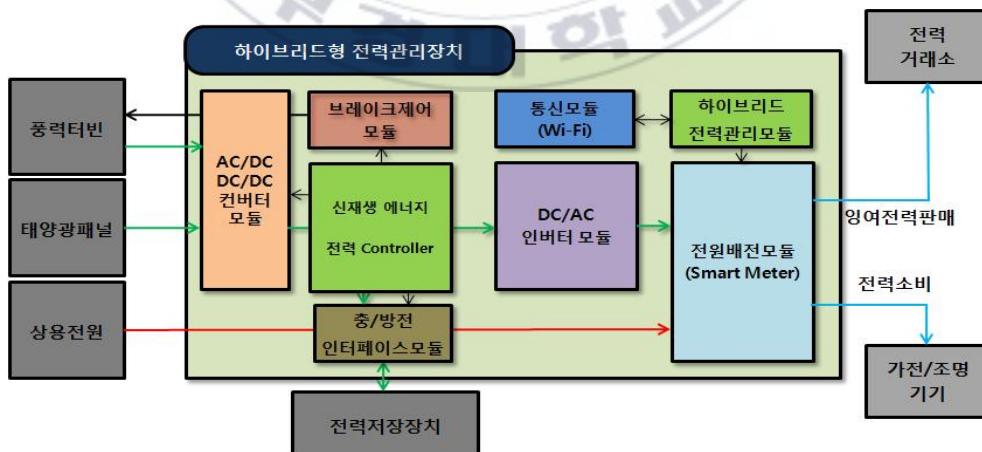 하이브리드형 전력관리장치
전력
거래소
풍력터빈
태양광패널
상용전원
AC/DC
DC/DC
컨버터
모듈
브레이크제어
모듈
신재생 에너지
전력 Controller
충/방전
인터페이스모듈
통신모듈
(Wi-Fi)
하이브리드
전력관리모듈
DC/AC
인버터 모듈
전원배전모듈
(Smart Meter)
잉여전력판매
전력소비
가전/조명
기기
전력저장장치